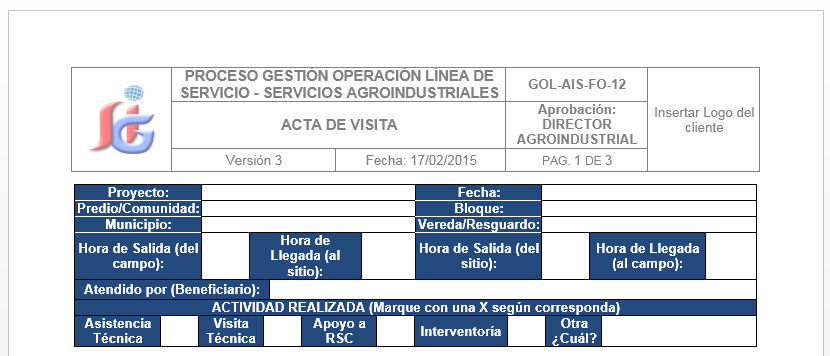 PROCESO GESTIÓN OPERACIÓN LÍNEA DE
SERVICIO - SERVICIOS AGROINDUSTRIALES
GOL-AIS-FO-12
Insertar Logo del
cliente
ACTA DE VISITA
Aprobación:
DIRECTOR
AGROINDUSTRIAL
Versión 3
Fecha: 17/02/2015
PAG. 1 DE 3
Proyecto:
Fecha:
Predio/Comunidad:
Bloque:
Municipio:
Vereda/Resguardo:
Hora de Salida (del
campo):
Hora de
Llegada (al
sitio):
Hora de Salida (del
sitio):
Hora de Llegada
(al campo):
Atendido por (Beneficiario):
ACTIVIDAD REALIZADA (Marque con una X según corresponda)
Asistencia
Técnica
Visita
Técnica
Apoyo a
RSC
Interventoría
Otra
¿Cuál?